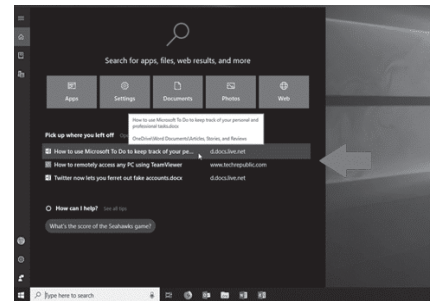 Search for apps, files, web results, and more
Apps Settings Documents Photos Web
How to use Microsoft To Do to keep track of your personal and
professional tasks.docx
OneDrive\Word Documents\Articles, Stories, and Reviews
Pick up where you left off
How to use Microsoft To Do to keep track of your pe... d.docs.live.net
How to remotely access any PC using TeamViewer www.techrepublic.com
Twitter now lets you ferret out fake accounts.docx d.docs.live.net
How can I help? See all tips
What's the score of the Seahawks game?
Type here to search